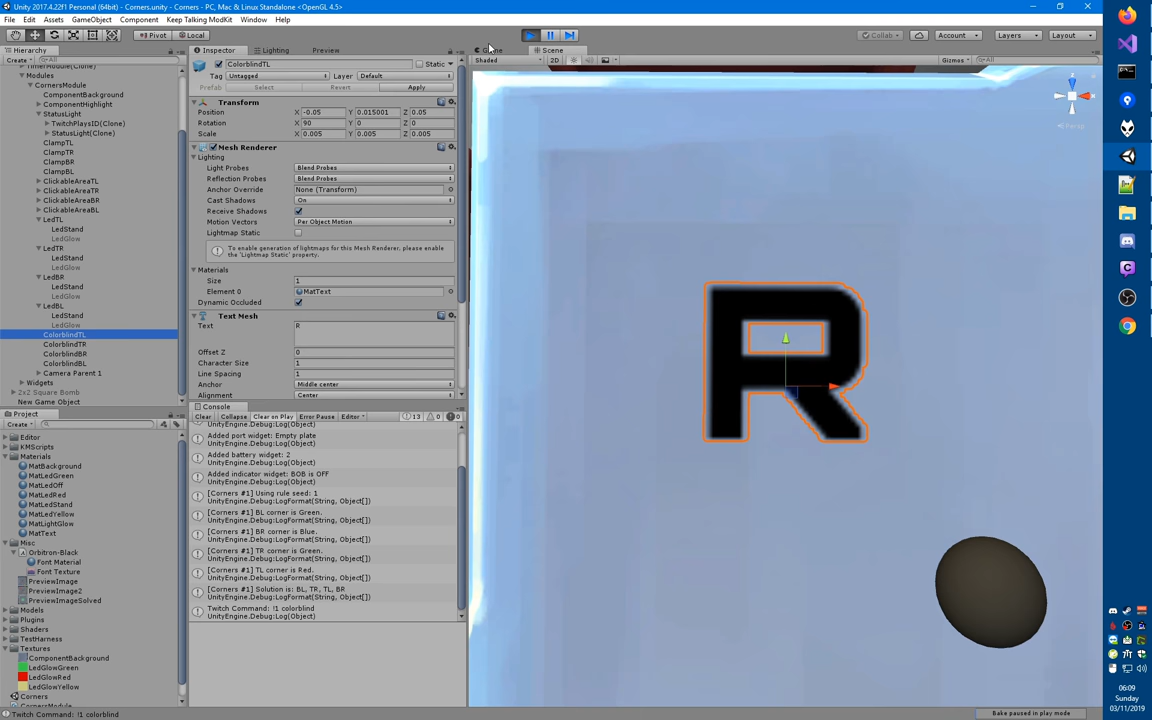 Unity 2017.4.22f1 Personal (64bit) - Corners.unity - Corners - PC, Mac & Linux Standalone <OpenGL 4.5>
File Edit Assets GameObject Component Keep Talking ModKit Window Help
Pivot Local Collab Account Layers Layout
Hierarchy
Create All
TimerModule(Clone)
Modules
CornersModule
ComponentBackground
ComponentHighlight
StatusLight
TwitchPlaysID(Clone)
StatusLight(Clone)
ClampTL
ClampTR
ClampBR
ClampBL
ClickableAreaTL
ClickableAreaTR
ClickableAreaBR
ClickableAreaBL
LedTL
LedStand
LedGlow
LedTR
LedStand
LedGlow
LedBR
LedStand
LedGlow
LedBL
LedStand
LedGlow
ColorblindTL
ColorblindTR
ColorblindBR
ColorblindBL
Camera Parent 1
Widgets
2x2 Square Bomb
New Game Object
Project
Create
Editor
KMScripts
Materials
MatBackground
MatLedGreen
MatLedOff
MatLedRed
MatLedStand
MatLedYellow
MatLightGlow
MatText
Misc
Orbitron-Black
Font Material
Font Texture
PreviewImage
PreviewImage2
PreviewImageSolved
Models
Plugins
Shaders
TestHarness
Textures
ComponentBackground
LedGlowGreen
LedGlowRed
LedGlowYellow
Corners
CornersModule
Twitch Command: !1 colorblind
Inspector Lighting Preview
ColorblindTL Static
Tag Untagged Layer Default
Prefab Select Revert Apply
Transform
Position X -0.05 Y 0.015001 Z 0.05
Rotation X 90 Y 0 Z 0
Scale X 0.005 Y 0.005 Z 0.005
Mesh Renderer
Lighting
Light Probes Blend Probes
Reflection Probes Blend Probes
Anchor Override None (Transform)
Cast Shadows On
Receive Shadows
Motion Vectors Per Object Motion
Lightmap Static
To enable generation of lightmaps for this Mesh Renderer, please enable
the 'Lightmap Static' property.
Materials
Size 1
Element 0 MatText
Dynamic Occluded
Text Mesh
Text R
Offset Z 0
Character Size 1
Line Spacing 1
Anchor Middle center
Alignment Center
Console
Clear Collapse Clear on Play Error Pause Editor 13 0 0
UnityEngine.Debug:Log(Object)
Added port widget: Empty plate
UnityEngine.Debug:Log(Object)
Added battery widget: 2
UnityEngine.Debug:Log(Object)
Added indicator widget: BOB is OFF
UnityEngine.Debug:Log(Object)
[Corners #1] Using rule seed: 1
UnityEngine.Debug:LogFormat(String, Object[])
[Corners #1] BL corner is Green.
UnityEngine.Debug:LogFormat(String, Object[])
[Corners #1] BR corner is Blue.
UnityEngine.Debug:LogFormat(String, Object[])
[Corners #1] TR corner is Green.
UnityEngine.Debug:LogFormat(String, Object[])
[Corners #1] TL corner is Red.
UnityEngine.Debug:LogFormat(String, Object[])
[Corners #1] Solution is: BL, TR, TL, BR
UnityEngine.Debug:LogFormat(String, Object[])
Twitch Command: !1 colorblind
UnityEngine.Debug:Log(Object)
Scene
Shaded 2D Gizmos All
Persp
R
Bake paused in play mode
06:09
Sunday
03/11/2019